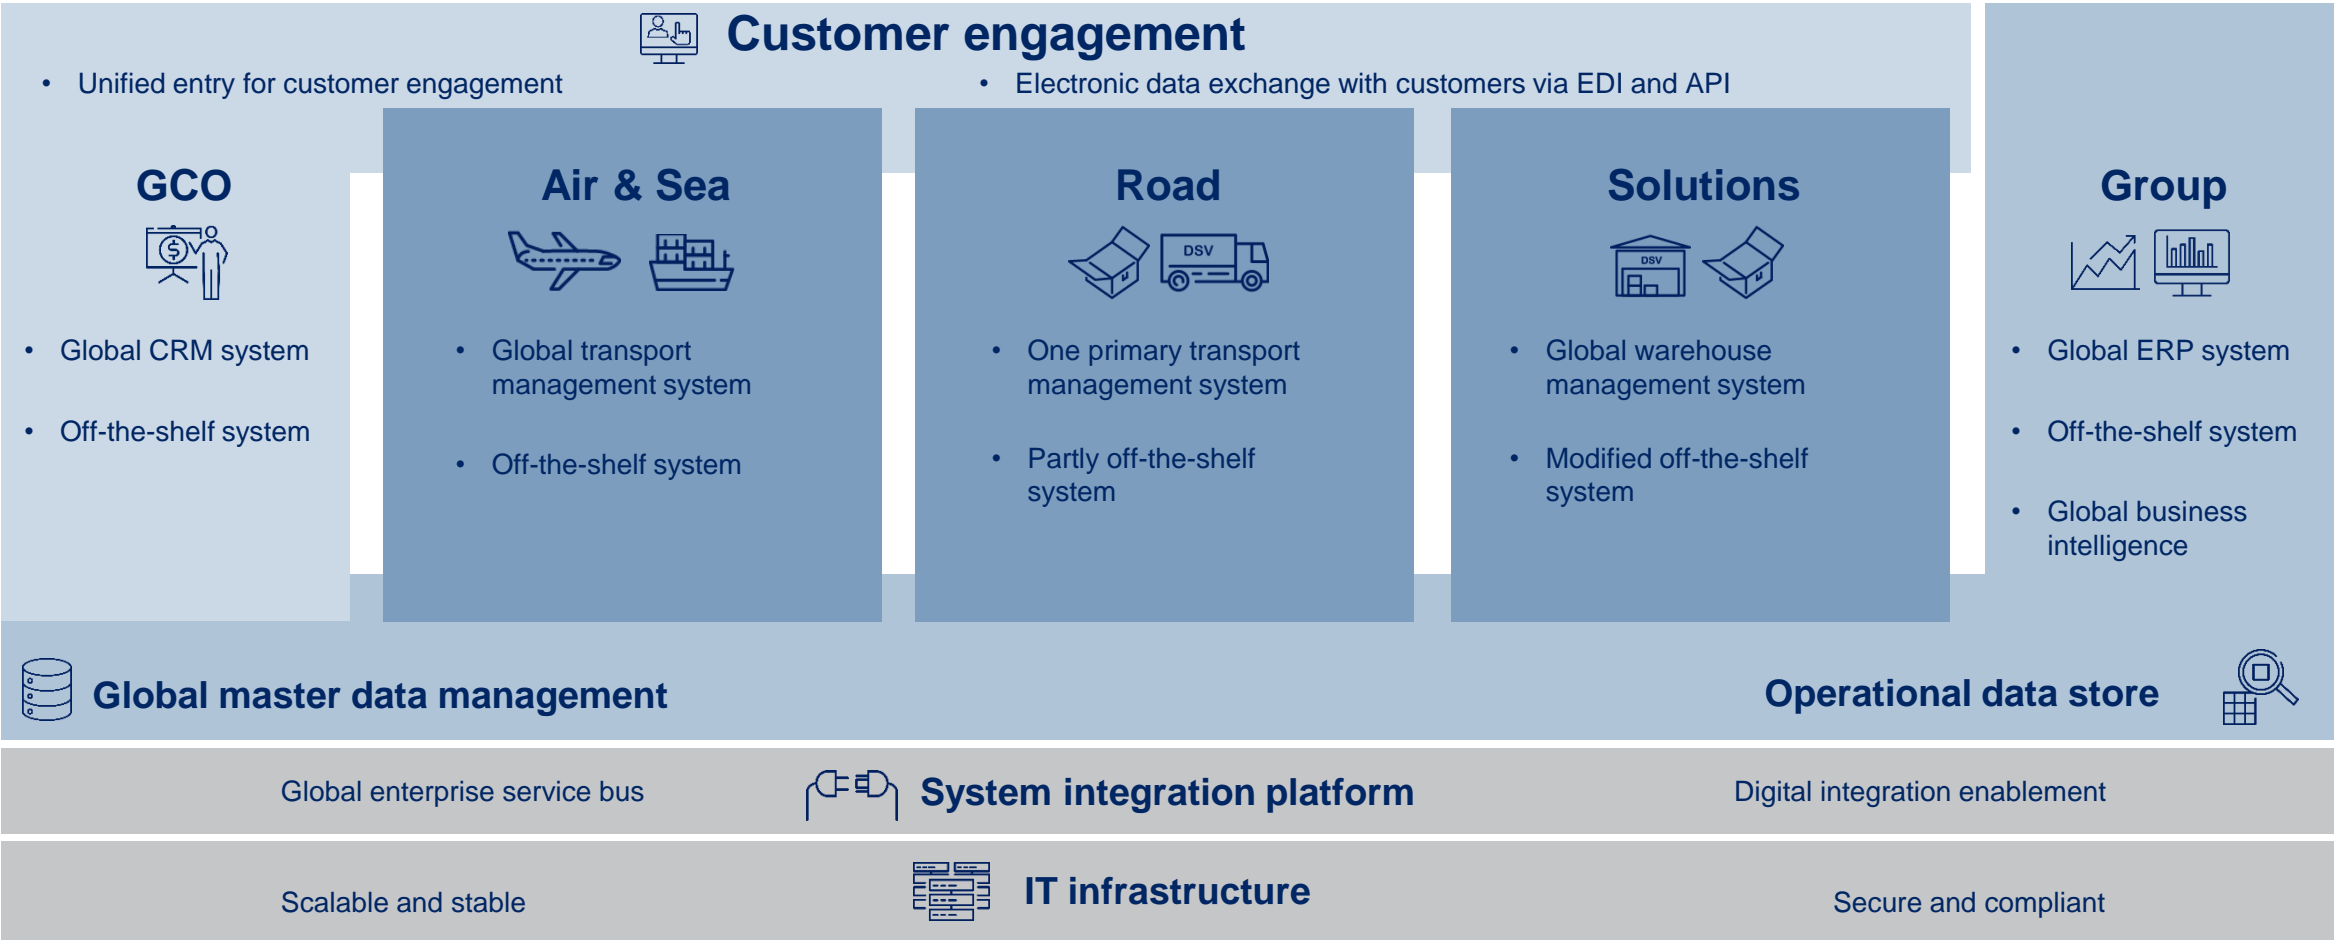 Customer engagement
• Unified entry for customer engagement
• Electronic data exchange with customers via EDI and API
GCO
• Global CRM system
• Off-the-shelf system
Air & Sea
• Global transport
management system
• Off-the-shelf system
Road
DSV
• One primary transport
management system
• Partly off-the-shelf
system
Solutions
DSV
• Global warehouse
management system
• Modified off-the-shelf
system
Group
• Global ERP system
• Off-the-shelf system
• Global business
intelligence
Global master data management
Operational data store
Global enterprise service bus
System integration platform
Digital integration enablement
Scalable and stable
IT infrastructure
Secure and compliant